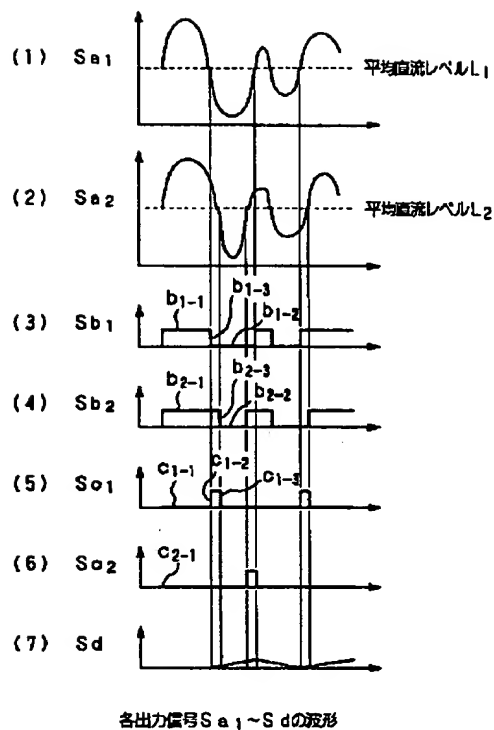 (1) Sa1
平均直流レベルL1
(2) Sa2
平均直流レベルL2
(3) Sb1
b1-1
b1-3
b1-2
(4) Sb2
b2-1
b2-3
b2-2
(5) Sc1
c1-1
c1-2
c1-3
(6) Sc2
c2-1
(7) Sd
各出力信号Sa1~Sdの波形